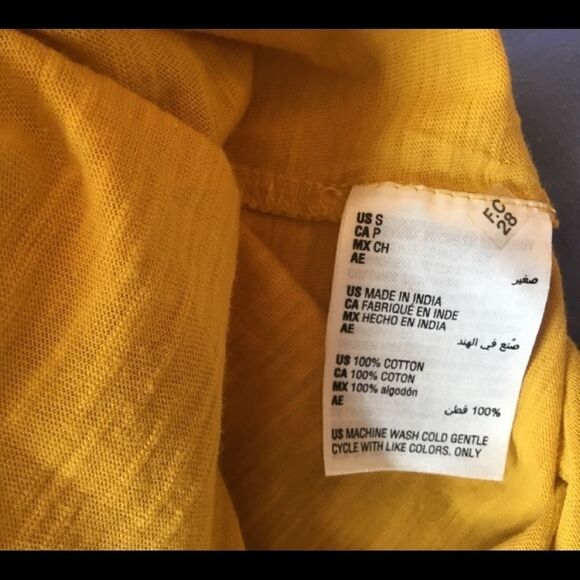 F.C
28
US S
CA P
MX CH
AE
صغير
US MADE IN INDIA
CA FABRIQUÉ EN INDE
MX HECHO EN INDIA
AE
صّنع في الهند
US 100% COTTON
CA 100% COTON
MX 100% algodón
AE
100% قطن
US MACHINE WASH COLD GENTLE
CYCLE WITH LIKE COLORS. ONLY